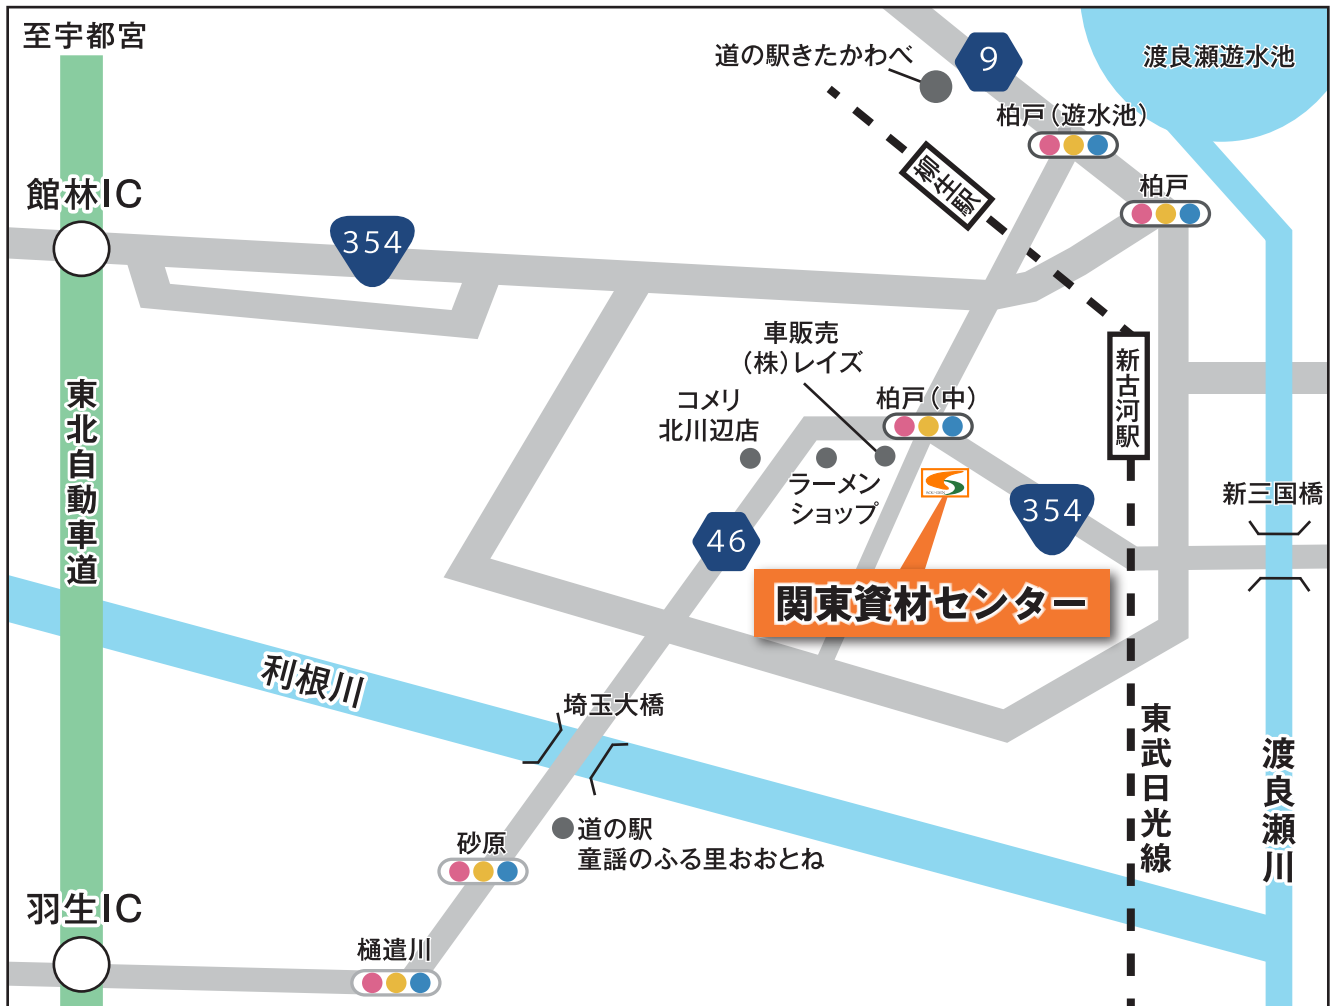 至宇都宮
道の駅きたかわべ
9
渡良瀬遊水池
柏戸（遊水池）
柳生駅
柏戸
館林IC
354
車販売
（株）レイズ
新古河駅
コメリ
北川辺店
柏戸（中）
東北自動車道
ラーメン
ショップ
354
新三国橋
46
関東資材センター
利根川
埼玉大橋
東武日光線
渡良瀬川
道の駅
童謡のふる里おおとね
砂原
羽生IC
樋遣川